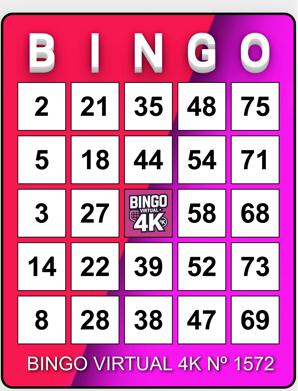 B I N G O
2 21 35 48 75
5 18 44 54 71
3 27 BINGO VIRTUAL 4K 58 68
14 22 39 52 73
8 28 38 47 69
BINGO VIRTUAL 4K Nº 1572